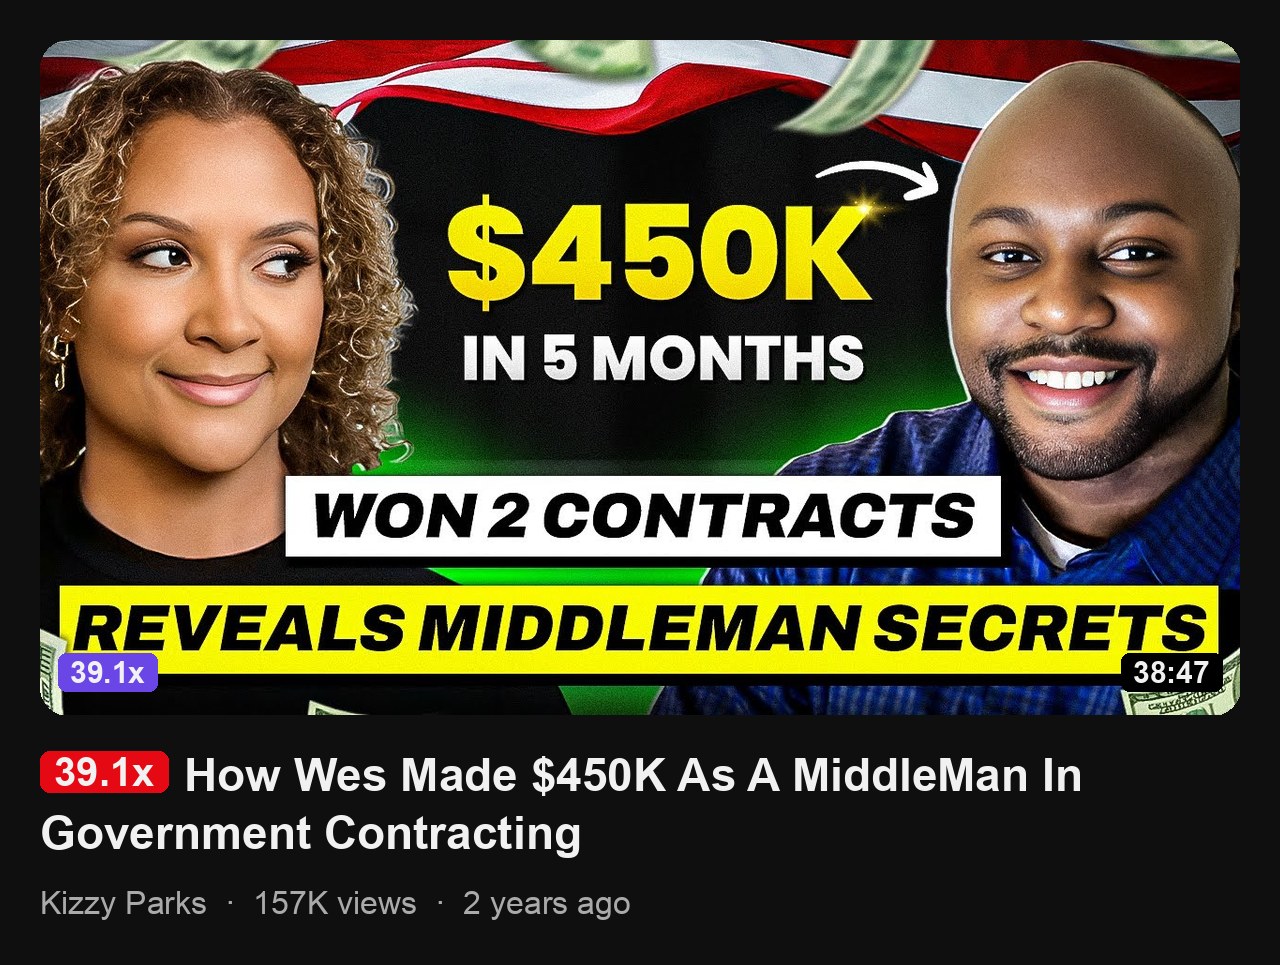 $450K
IN 5 MONTHS
WON 2 CONTRACTS
REVEALS MIDDLEMAN SECRETS
39.1x
38:47
39.1x How Wes Made $450K As A MiddleMan In
Government Contracting
Kizzy Parks · 157K views · 2 years ago